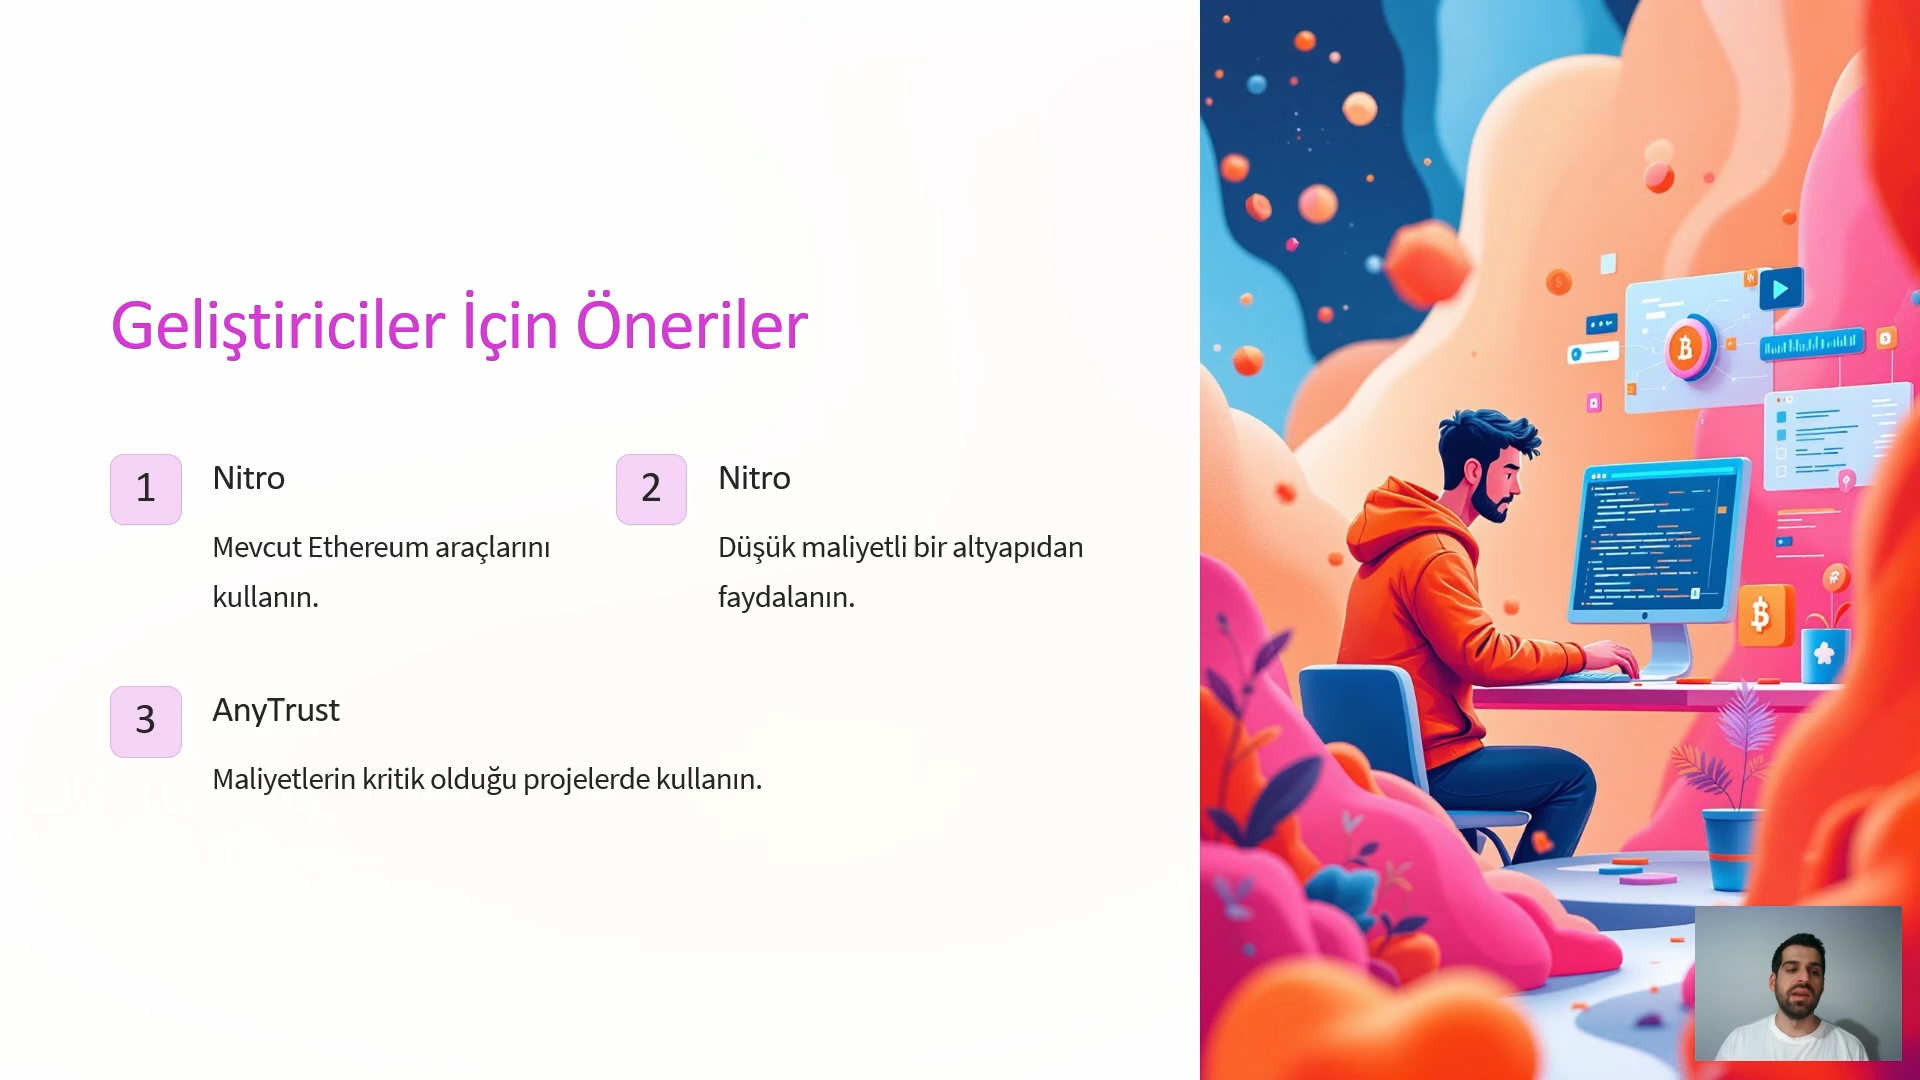 Geliştiriciler İçin Öneriler
1
Nitro
Mevcut Ethereum araçlarını
kullanın.
2
Nitro
Düşük maliyetli bir altyapıdan
faydalanın.
3
AnyTrust
Maliyetlerin kritik olduğu projelerde kullanın.